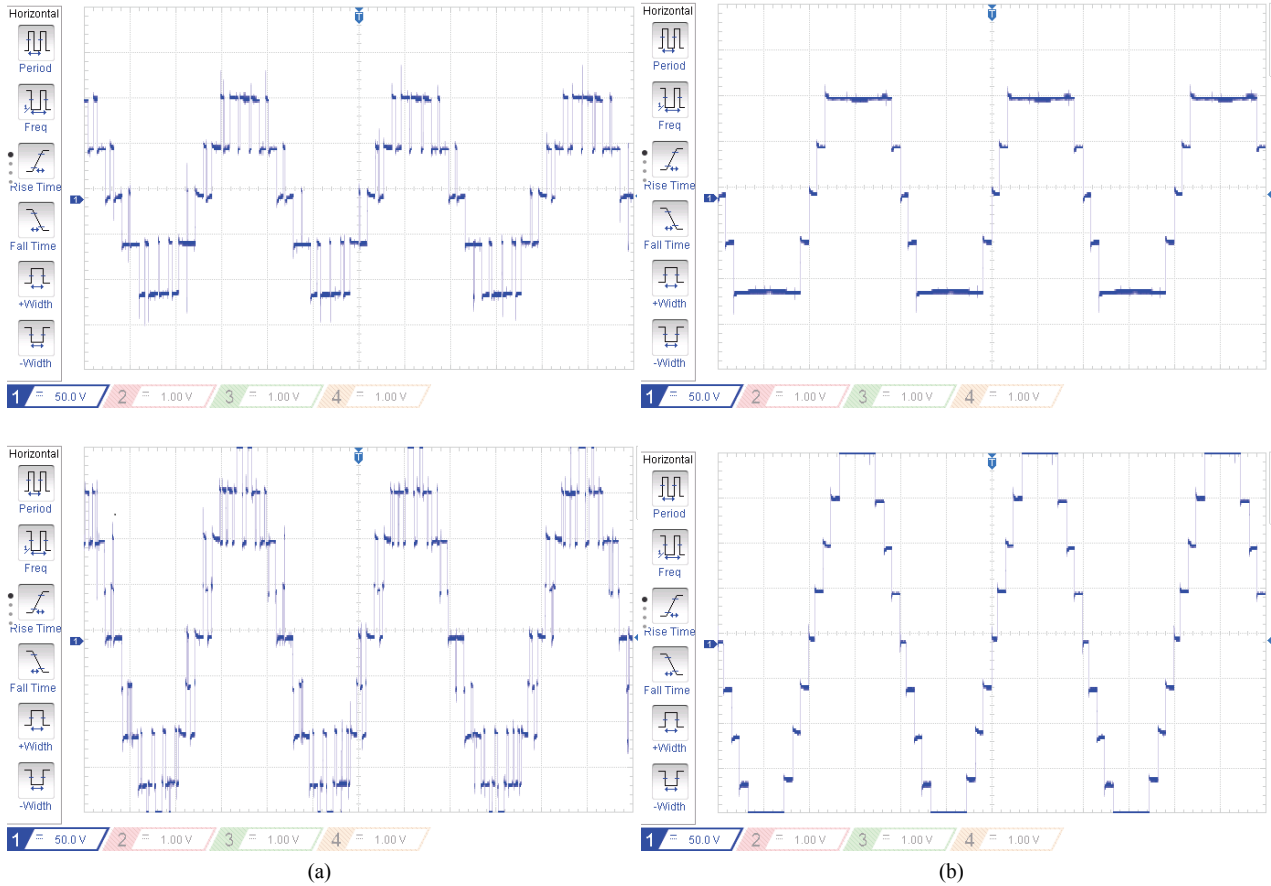 Horizontal
Period
Freq
Rise Time
Fall Time
+Width
-Width
T
1
1 50.0 V 2 1.00 V 3 1.00 V 4 1.00 V
Horizontal
Period
Freq
Rise Time
Fall Time
+Width
-Width
T
1
1 50.0 V 2 1.00 V 3 1.00 V 4 1.00 V
Horizontal
Period
Freq
Rise Time
Fall Time
+Width
-Width
T
1
1 50.0 V 2 1.00 V 3 1.00 V 4 1.00 V
Horizontal
Period
Freq
Rise Time
Fall Time
+Width
-Width
T
1
1 50.0 V 2 1.00 V 3 1.00 V 4 1.00 V
(a)
(b)